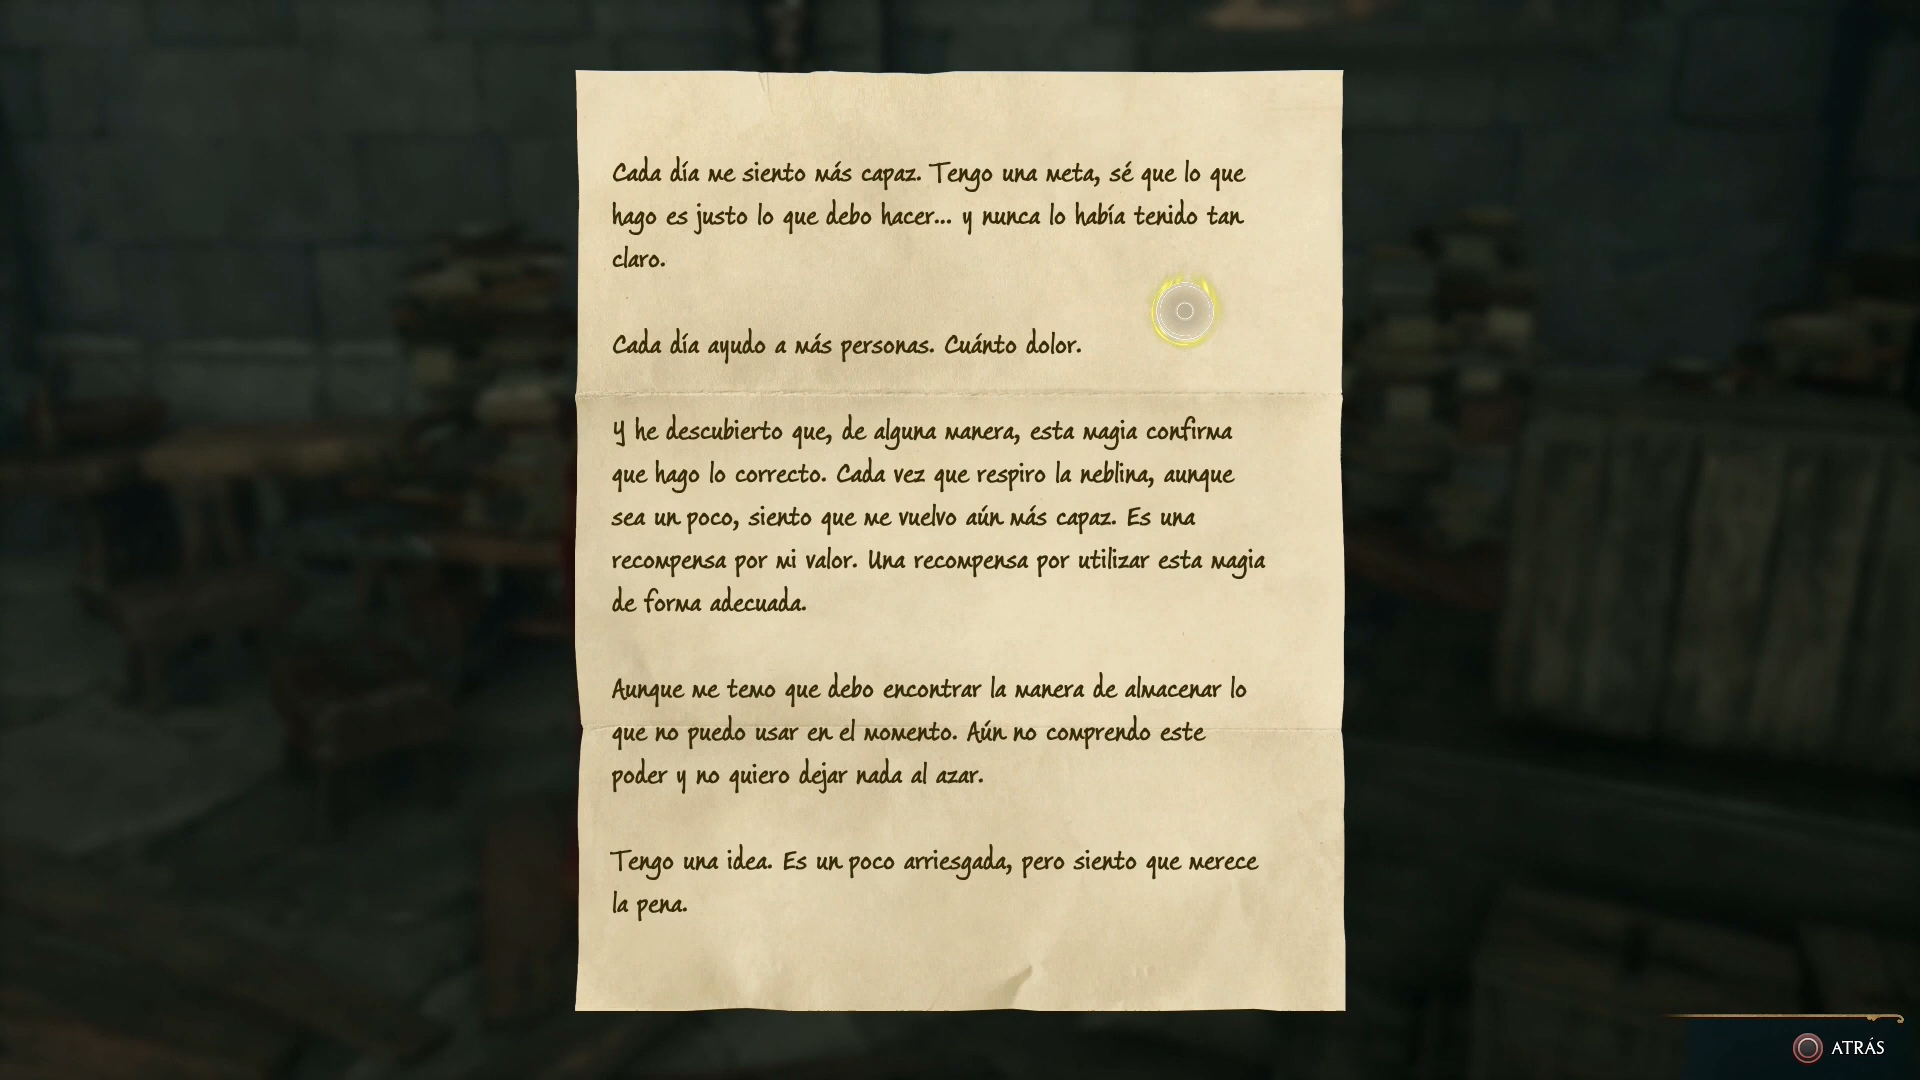 Cada día me siento más capaz. Tengo una meta, sé que lo que
hago es justo lo que debo hacer... y nunca lo había tenido tan
claro.
Cada día ayudo a más personas. Cuánto dolor.
Y he descubierto que, de alguna manera, esta magia confirma
que hago lo correcto. Cada vez que respiro la neblina, aunque
sea un poco, siento que me vuelvo aún más capaz. Es una
recompensa por mi valor. Una recompensa por utilizar esta magia
de forma adecuada.
Aunque me temo que debo encontrar la manera de almacenar lo
que no puedo usar en el momento. Aún no comprendo este
poder y no quiero dejar nada al azar.
Tengo una idea. Es un poco arriesgada, pero siento que merece
la pena.
ATRÁS